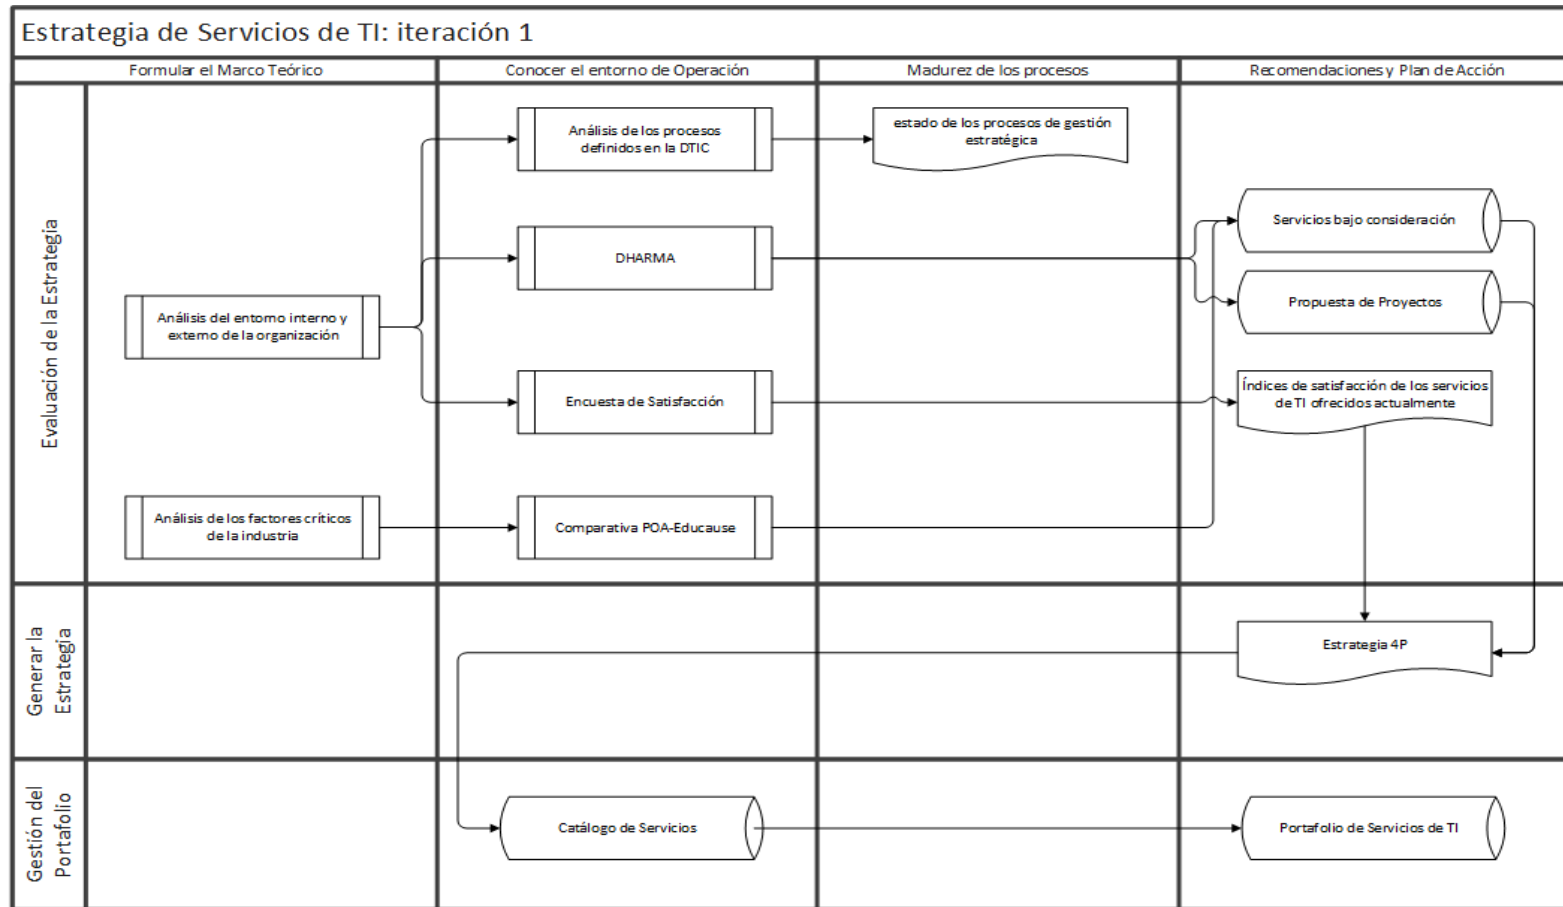 Estrategia de Servicios de TI: iteración 1
Formular el Marco Teórico
Conocer el entorno de Operación
Madurez de los procesos
Recomendaciones y Plan de Acción
Evaluación de la Estrategia
Análisis de los procesos
definidos en la DTIC
estado de los procesos de gestión
estratégica
Servicios bajo consideración
DHARMA
Propuesta de Proyectos
Análisis del entorno interno y
externo de la organización
Encuesta de Satisfacción
Índices de satisfacción de los servicios
de TI ofrecidos actualmente
Análisis de los factores críticos
de la industria
Comparativa POA-Educause
Generar la
Estrategia
Estrategia 4P
Gestión del
Portafolio
Catálogo de Servicios
Portafolio de Servicios de TI